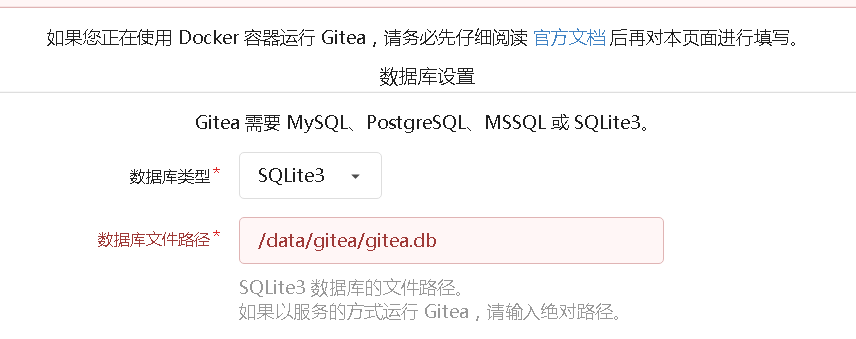 如果您正在使用 Docker 容器运行 Gitea，请务必先仔细阅读 官方文档 后再对本页面进行填写。
数据库设置
Gitea 需要 MySQL、PostgreSQL、MSSQL 或 SQLite3。
数据库类型* SQLite3
数据库文件路径* /data/gitea/gitea.db
SQLite3 数据库的文件路径。
如果以服务的方式运行 Gitea，请输入绝对路径。